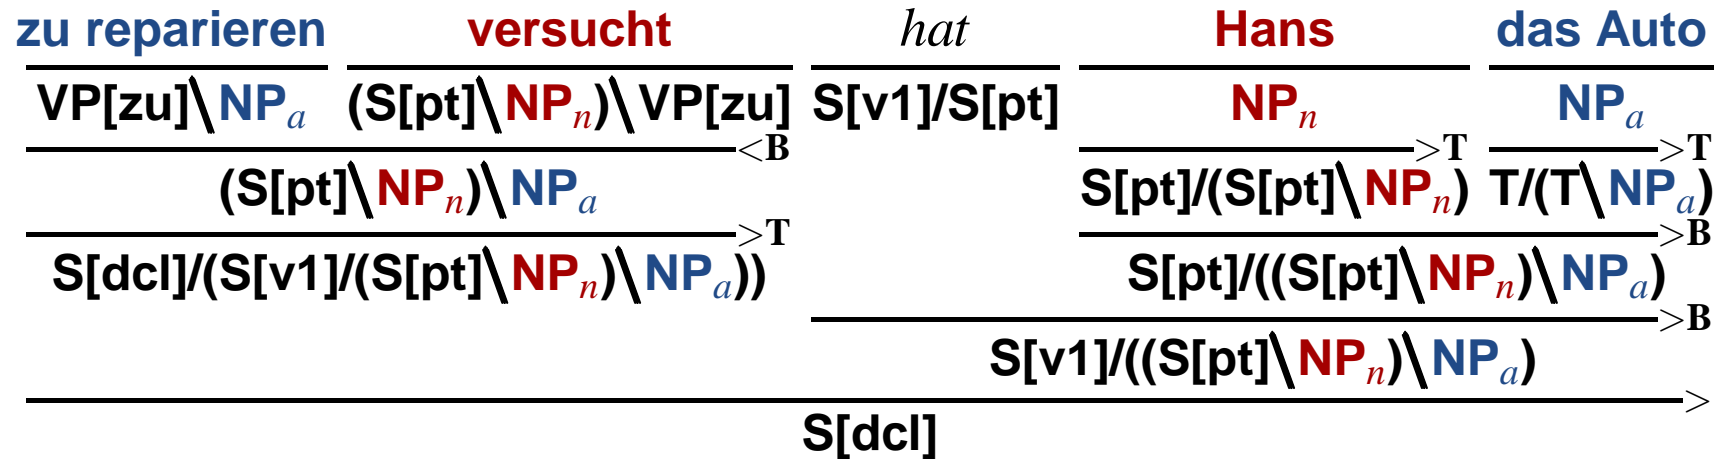 zu reparieren versucht hat Hans das Auto
VP[zu]\NPa (S[pt]\NPn)\VP[zu] S[v1]/S[pt] NPn NPa
<B >T >T
(S[pt]\NPn)\NPa S[pt]/(S[pt]\NPn) T/(T\NPa)
>T >B
S[dcl]/(S[v1]/(S[pt]\NPn)\NPa)) S[pt]/((S[pt]\NPn)\NPa)
>B
S[v1]/((S[pt]\NPn)\NPa)
>
S[dcl]